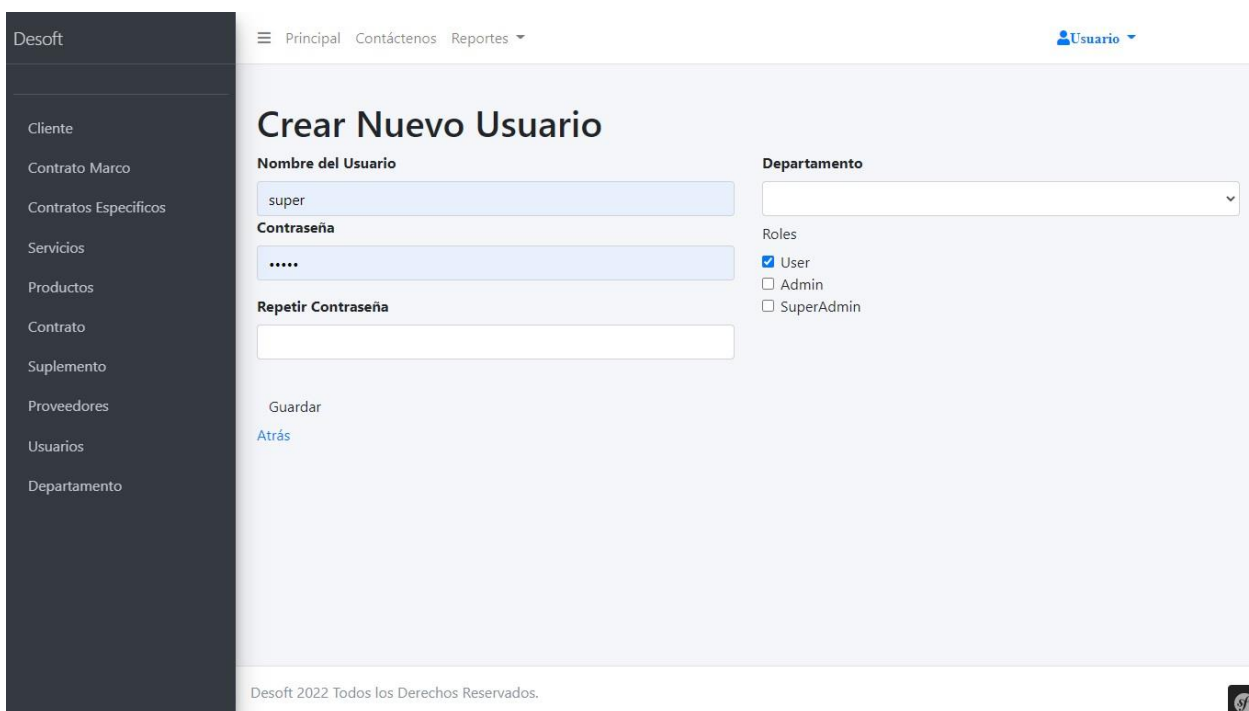 Desoft
Principal Contáctenos Reportes
Usuario
Cliente
Contrato Marco
Contratos Especificos
Servicios
Productos
Contrato
Suplemento
Proveedores
Usuarios
Departamento
Crear Nuevo Usuario
Nombre del Usuario
super
Contraseña
•••••
Repetir Contraseña
Guardar
Atrás
Departamento
Roles
User
Admin
SuperAdmin
Desoft 2022 Todos los Derechos Reservados.
sf